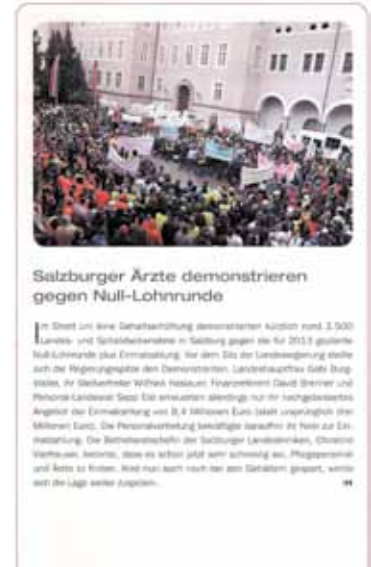 Salzburger Ärzte demonstrieren
gegen Null-Lohnrunde
Im Streit um eine Gehaltserhöhung demonstrierten kürzlich rund 2.500
Landes- und Spitalsbedienstete in Salzburg gegen die für 2013 geplante
Null-Lohnrunde plus Einmalzahlung. Vor dem Sitz der Landesregierung stellte
sich die Regierungsspitze den Demonstranten. Landeshauptfrau Gabi Burg-
staller, ihr Stellvertreter Wilfried Haslauer, Finanzreferent David Brenner und
Personal-Landesrat Sepp Eisl erneuerten allerdings nur ihr nachgebessertes
Angebot der Einmalzahlung von 8,4 Millionen Euro (statt ursprünglich drei
Millionen Euro). Die Personalvertretung bekräftigte daraufhin ihr Nein zur Ein-
malzahlung. Die Betriebsratschefin der Salzburger Landeskliniken, Christine
Vierhauser, betonte, dass es schon jetzt sehr schwierig sei, Pflegepersonal
und Ärzte zu finden. Wird nun auch noch bei den Gehältern gespart, werde
sich die Lage weiter zuspitzen.